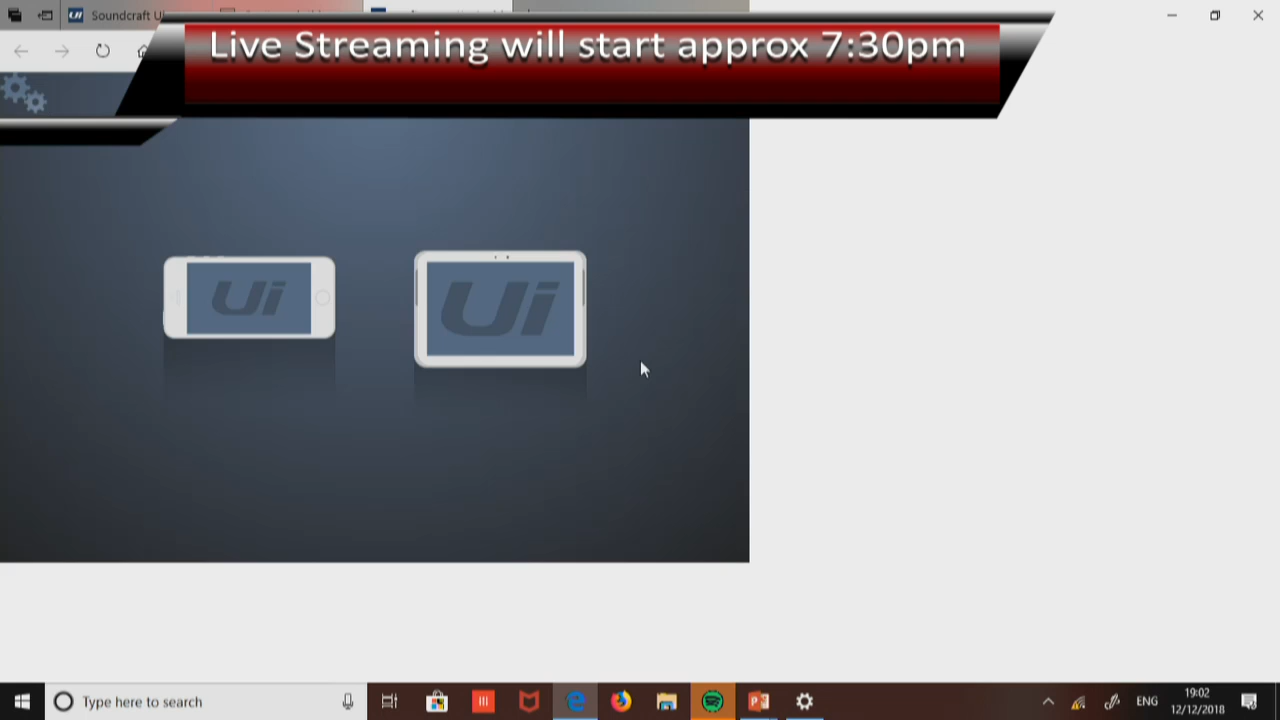 Soundcraft Ui
Live Streaming will start approx 7:30pm
Ui
Ui
Type here to search
ENG
19:02
12/12/2018